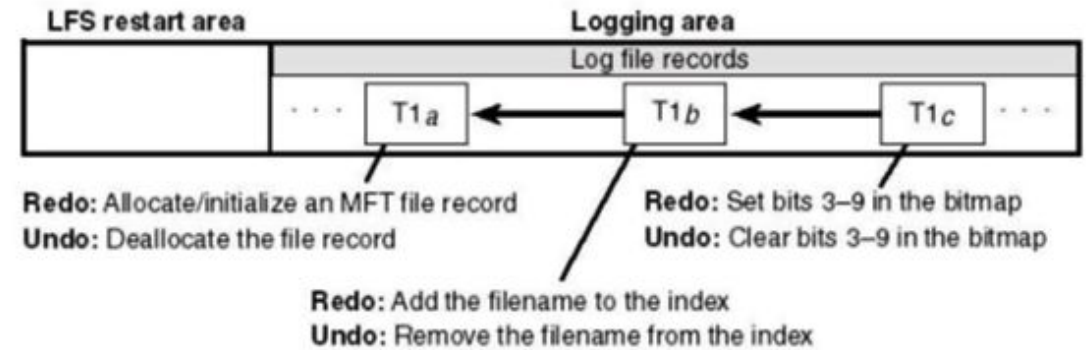 LFS restart area
Logging area
Log file records
. . . T1a T1b T1c . . .
Redo: Allocate/initialize an MFT file record
Undo: Deallocate the file record
Redo: Set bits 3–9 in the bitmap
Undo: Clear bits 3–9 in the bitmap
Redo: Add the filename to the index
Undo: Remove the filename from the index